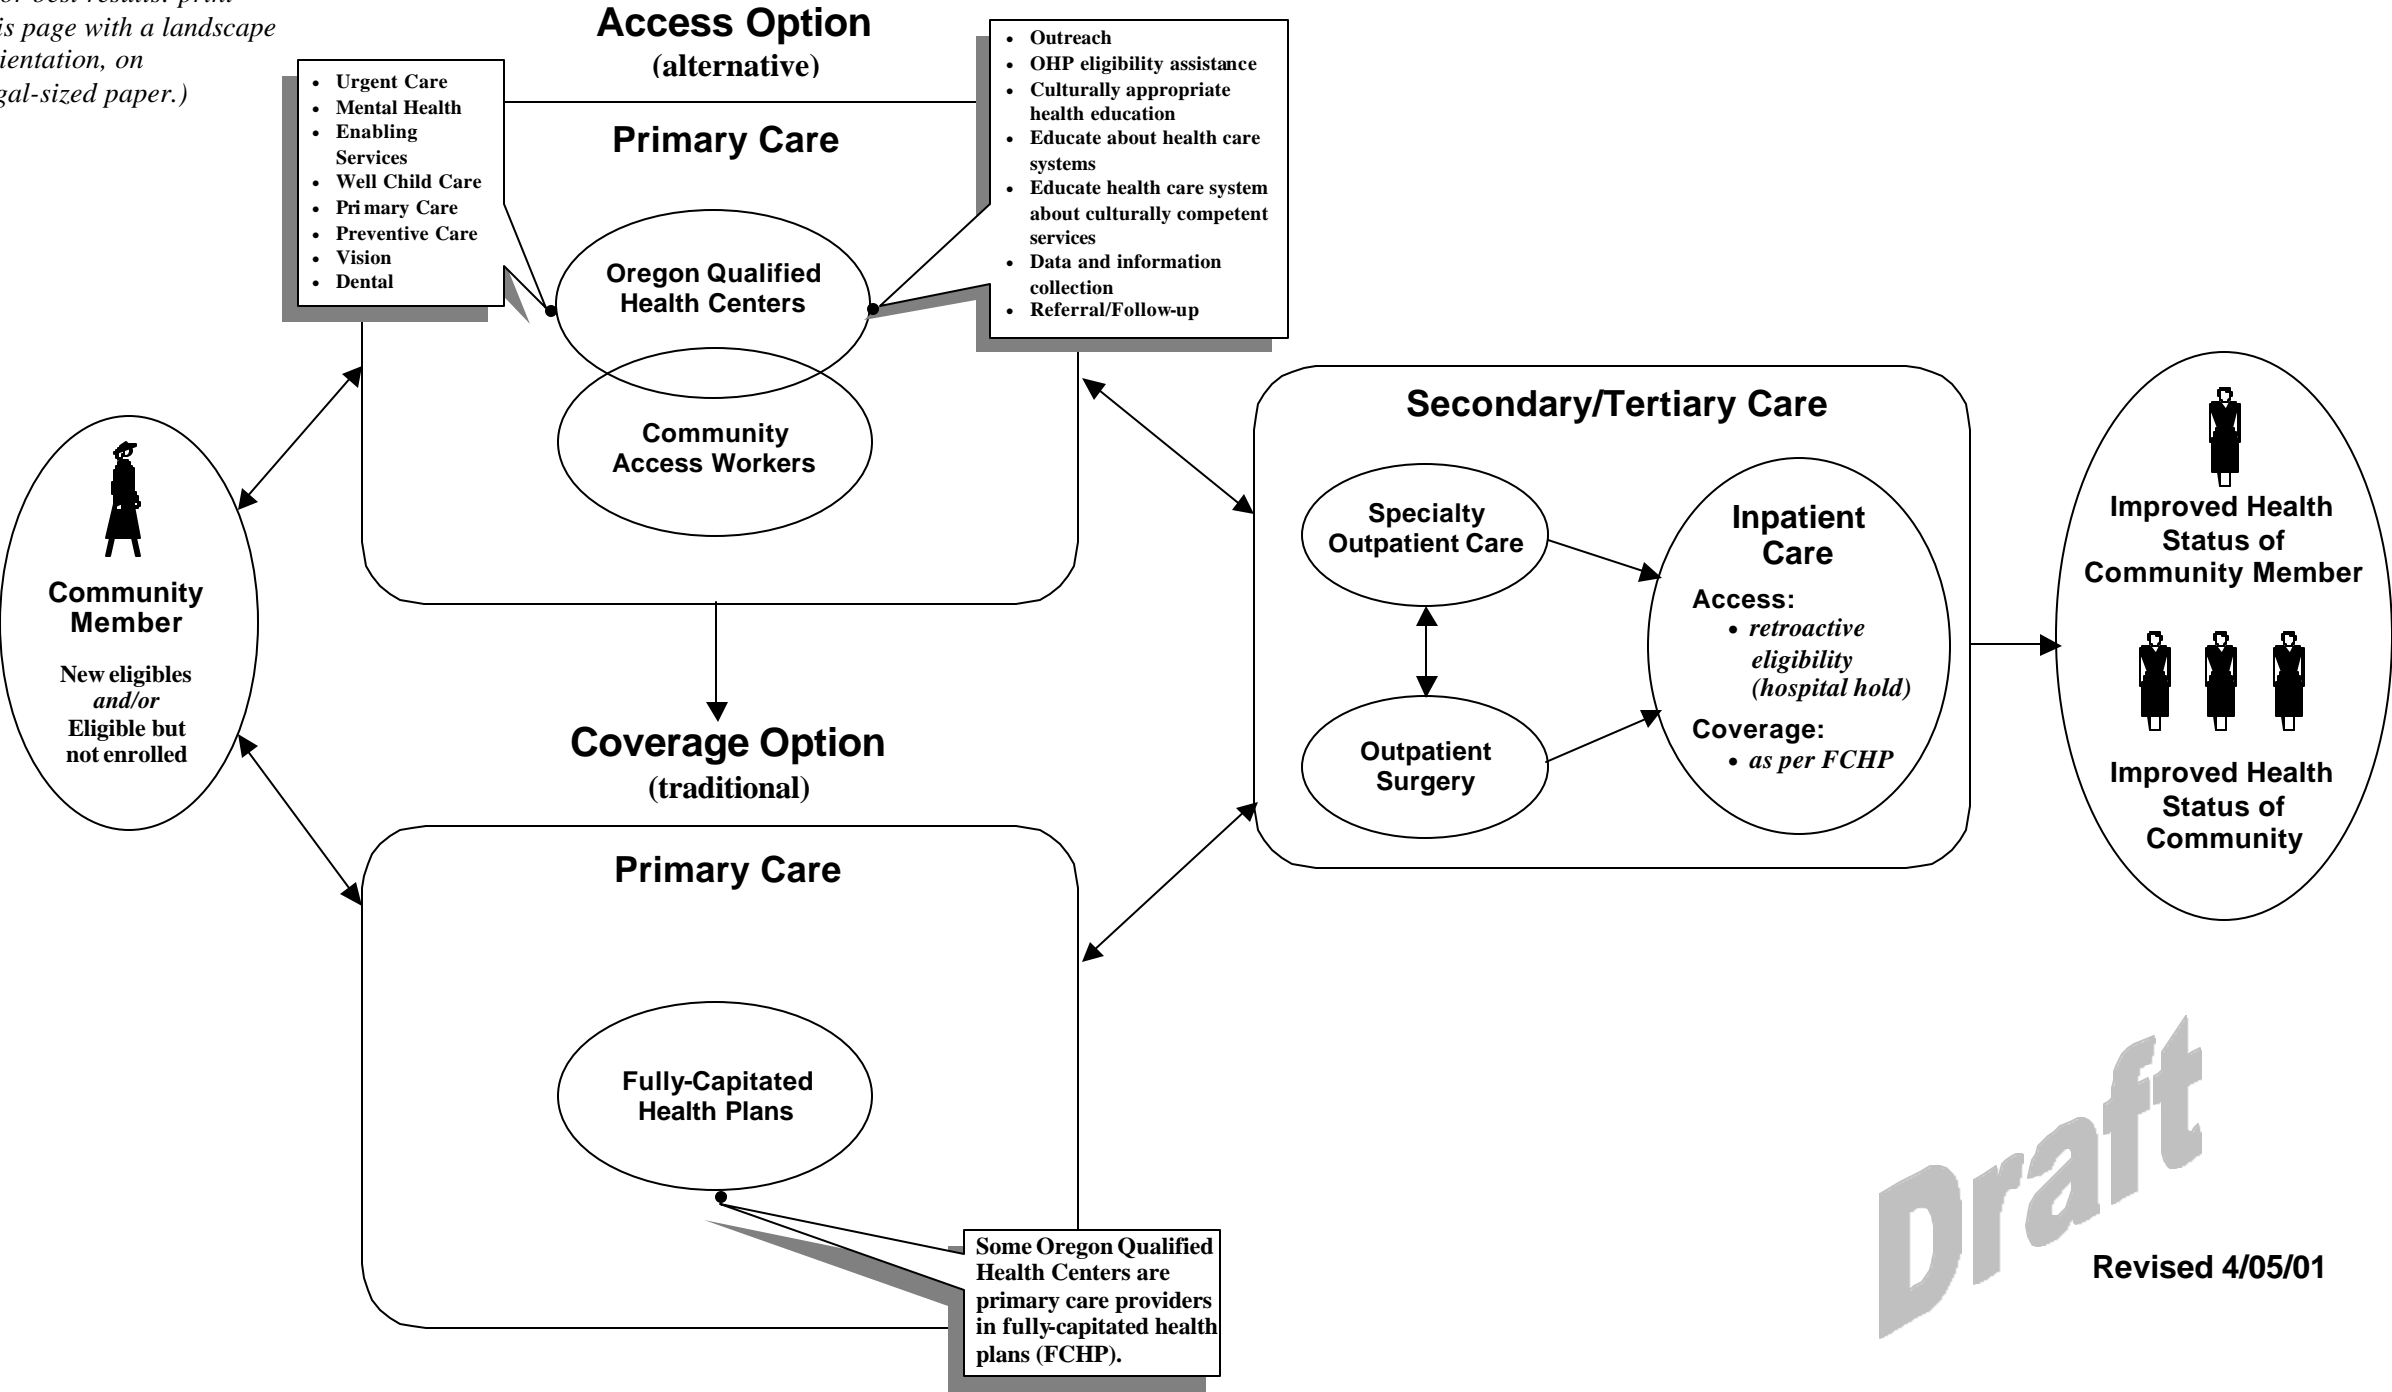 or best results: print
is page with a landscape
ientation, on
gal-sized paper.)
Access Option
(alternative)
• Urgent Care
• Mental Health
• Enabling
Services
• Well Child Care
• Primary Care
• Preventive Care
• Vision
• Dental
• Outreach
• OHP eligibility assistance
• Culturally appropriate
health education
• Educate about health care
systems
• Educate health care system
about culturally competent
services
• Data and information
collection
• Referral/Follow-up
Primary Care
Oregon Qualified
Health Centers
Community
Access Workers
Community
Member
New eligibles
and/or
Eligible but
not enrolled
Coverage Option
(traditional)
Primary Care
Fully-Capitated
Health Plans
Some Oregon Qualified
Health Centers are
primary care providers
in fully-capitated health
plans (FCHP).
Secondary/Tertiary Care
Specialty
Outpatient Care
Outpatient
Surgery
Inpatient
Care
Access:
• retroactive
eligibility
(hospital hold)
Coverage:
• as per FCHP
Improved Health
Status of
Community Member
Improved Health
Status of
Community
Draft
Revised 4/05/01